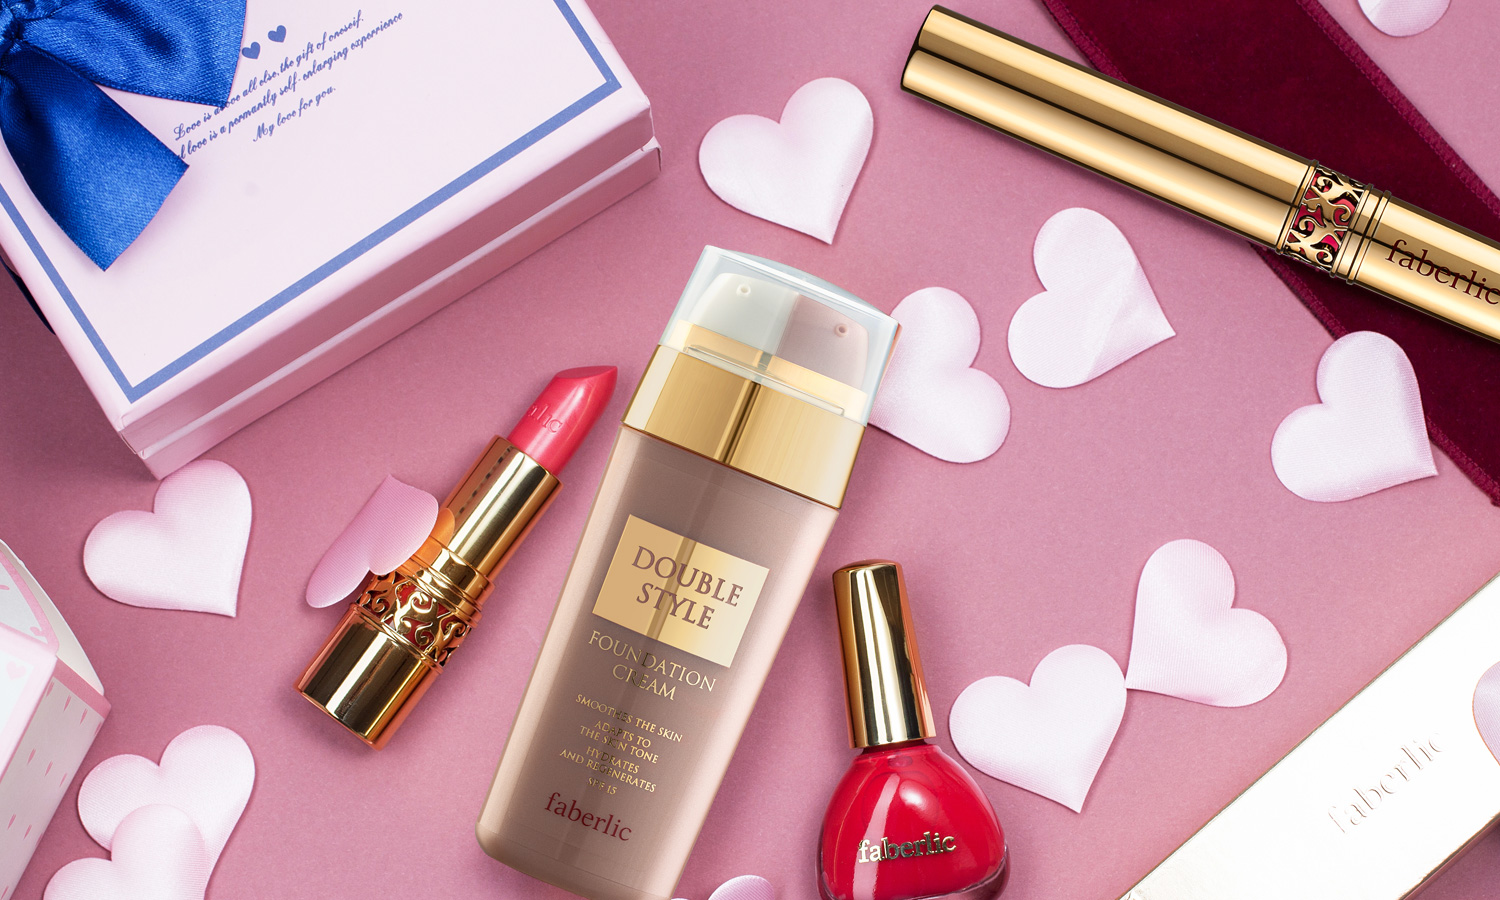 Love is above all else, the gift of oneself.
love is a permantly self-enlarging experrience
My love for you.
faberlic
DOUBLE
STYLE
FOUNDATION
CREAM
SMOOTHES THE SKIN
ADAPTS TO
THE SKIN TONE
HYDRATES
AND REGENERATES
SPF 15
faberlic
faberlic
faberlic